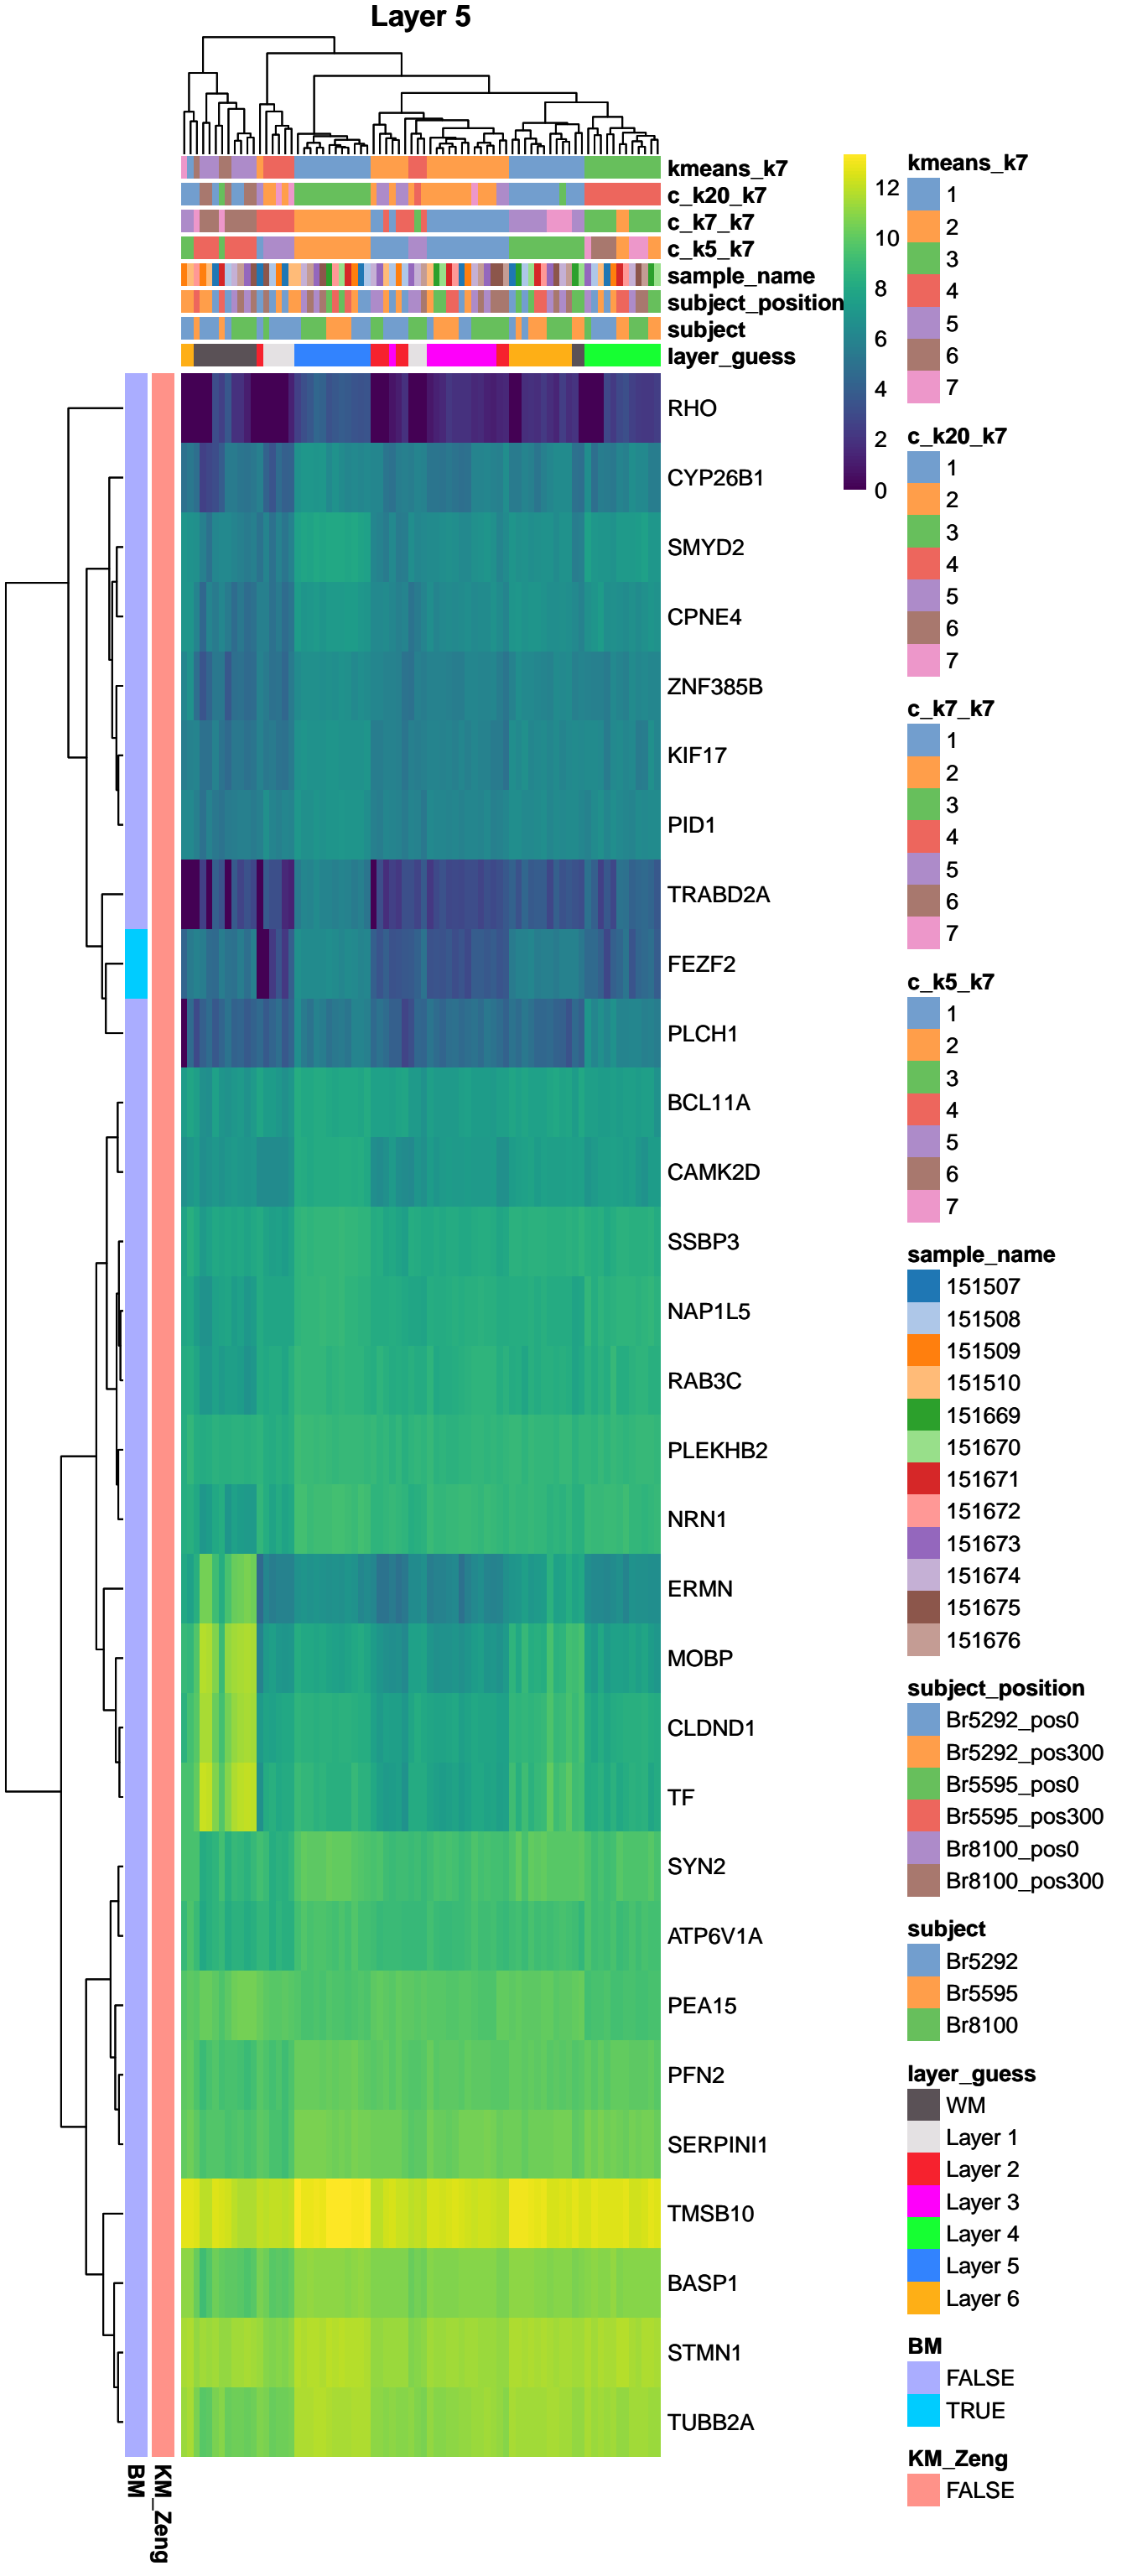 Layer 5
kmeans_k7
c_k20_k7
c_k7_k7
c_k5_k7
sample_name
subject_position
subject
layer_guess
RHO
CYP26B1
SMYD2
CPNE4
ZNF385B
KIF17
PID1
TRABD2A
FEZF2
PLCH1
BCL11A
CAMK2D
SSBP3
NAP1L5
RAB3C
PLEKHB2
NRN1
ERMN
MOBP
CLDND1
TF
SYN2
ATP6V1A
PEA15
PFN2
SERPINI1
TMSB10
BASP1
STMN1
TUBB2A
BM
KM_Zeng
12
10
8
6
4
2
0
kmeans_k7
1
2
3
4
5
6
7
c_k20_k7
1
2
3
4
5
6
7
c_k7_k7
1
2
3
4
5
6
7
c_k5_k7
1
2
3
4
5
6
7
sample_name
151507
151508
151509
151510
151669
151670
151671
151672
151673
151674
151675
151676
subject_position
Br5292_pos0
Br5292_pos300
Br5595_pos0
Br5595_pos300
Br8100_pos0
Br8100_pos300
subject
Br5292
Br5595
Br8100
layer_guess
WM
Layer 1
Layer 2
Layer 3
Layer 4
Layer 5
Layer 6
BM
FALSE
TRUE
KM_Zeng
FALSE